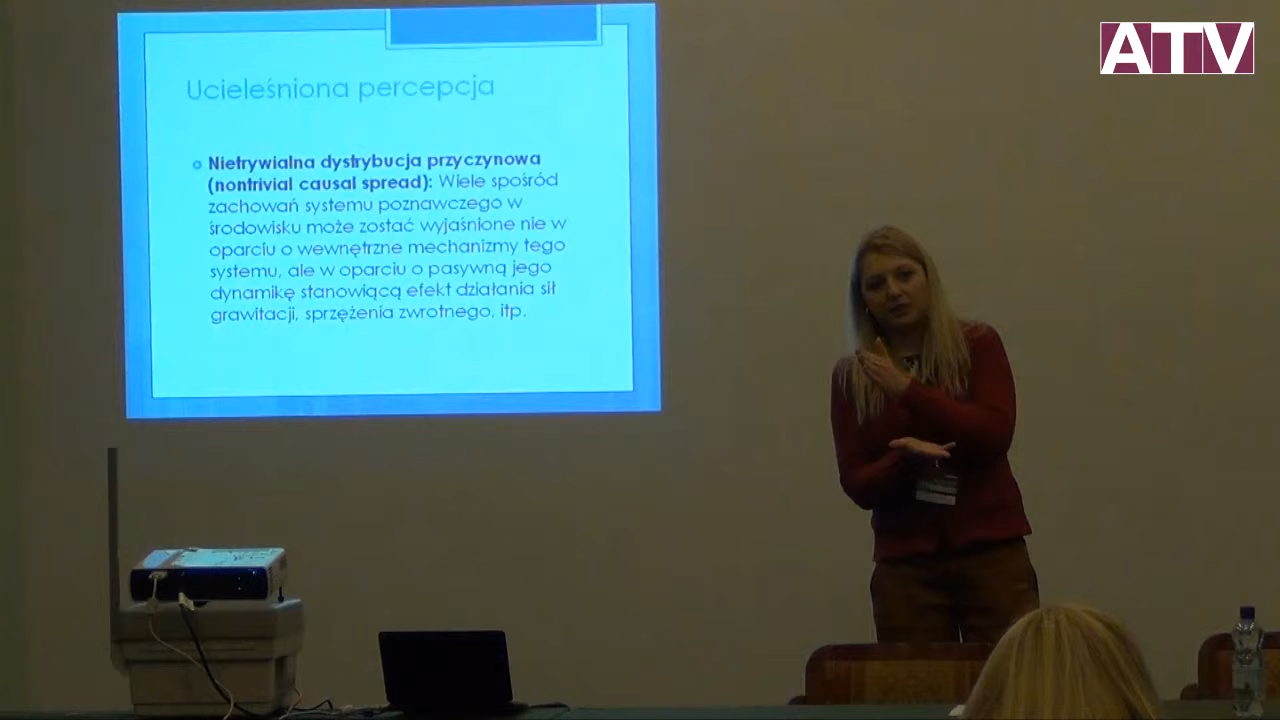 ATV
Ucieleśniona percepcja
Nietrywialna dystrybucja przyczynowa
(nontrivial causal spread): Wiele spośród
zachowań systemu poznawczego w
środowisku może zostać wyjaśnione nie w
oparciu o wewnętrzne mechanizmy tego
systemu, ale w oparciu o pasywną jego
dynamikę stanowiącą efekt działania sił
grawitacji, sprzężenia zwrotnego, itp.